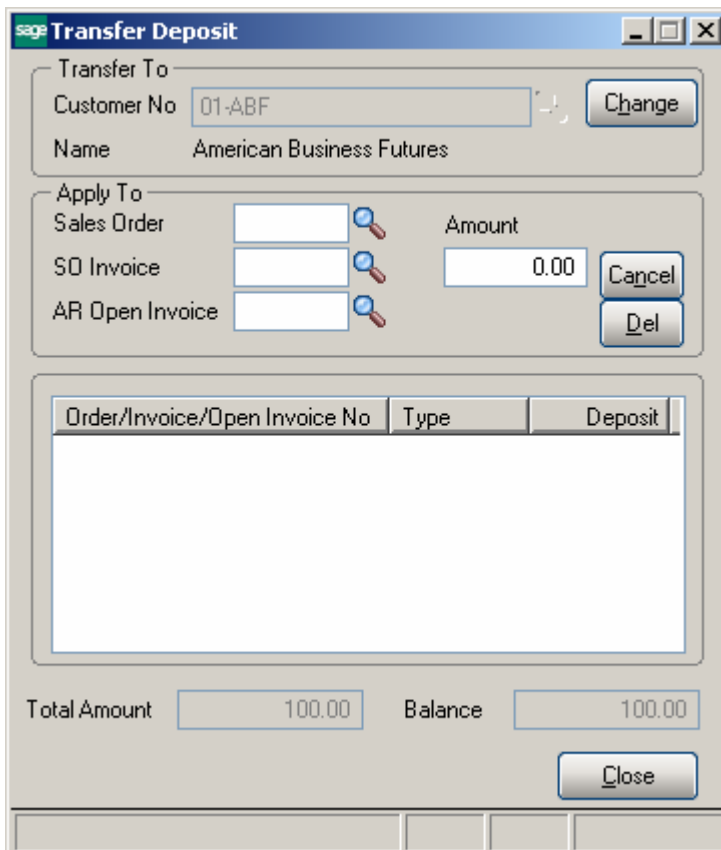 sage Transfer Deposit
Transfer To
Customer No 01-ABF Change
Name American Business Futures
Apply To
Sales Order Amount
SO Invoice 0.00 Cancel
AR Open Invoice Del
Order/Invoice/Open Invoice No Type Deposit
Total Amount 100.00 Balance 100.00
Close